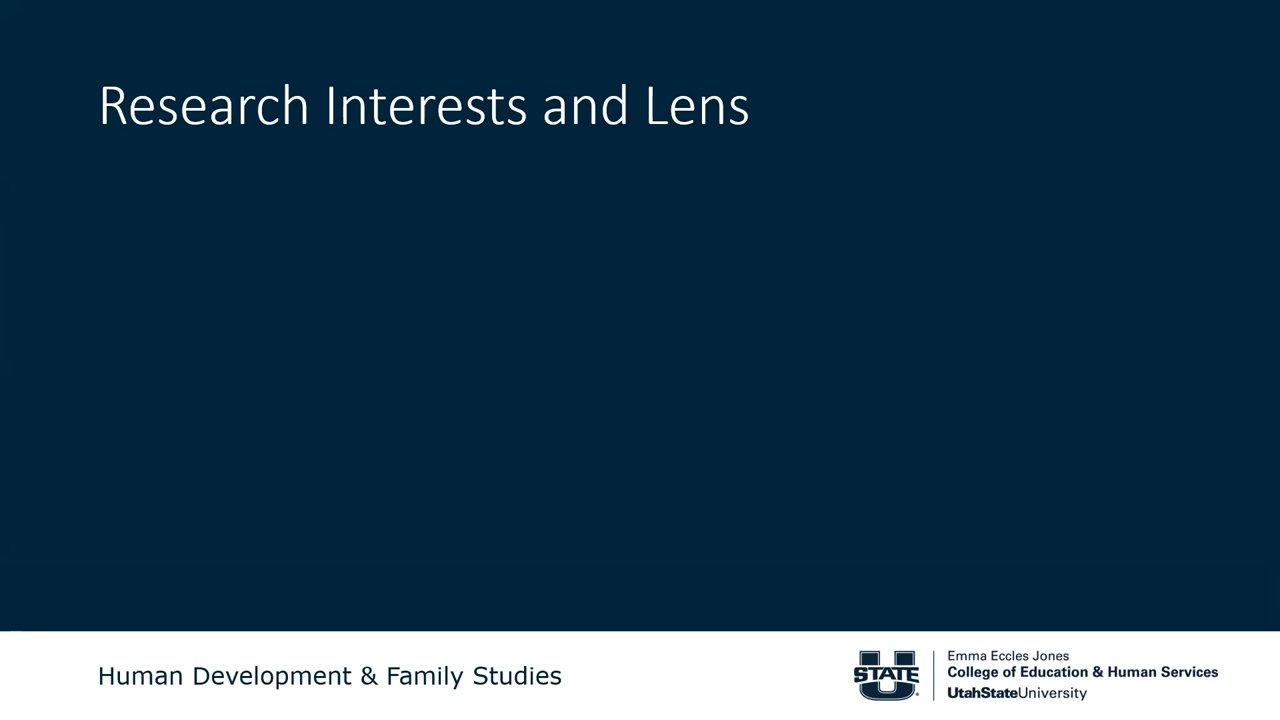 Research Interests and Lens
Human Development & Family Studies
U
STATE
Emma Eccles Jones
College of Education & Human Services
UtahStateUniversity